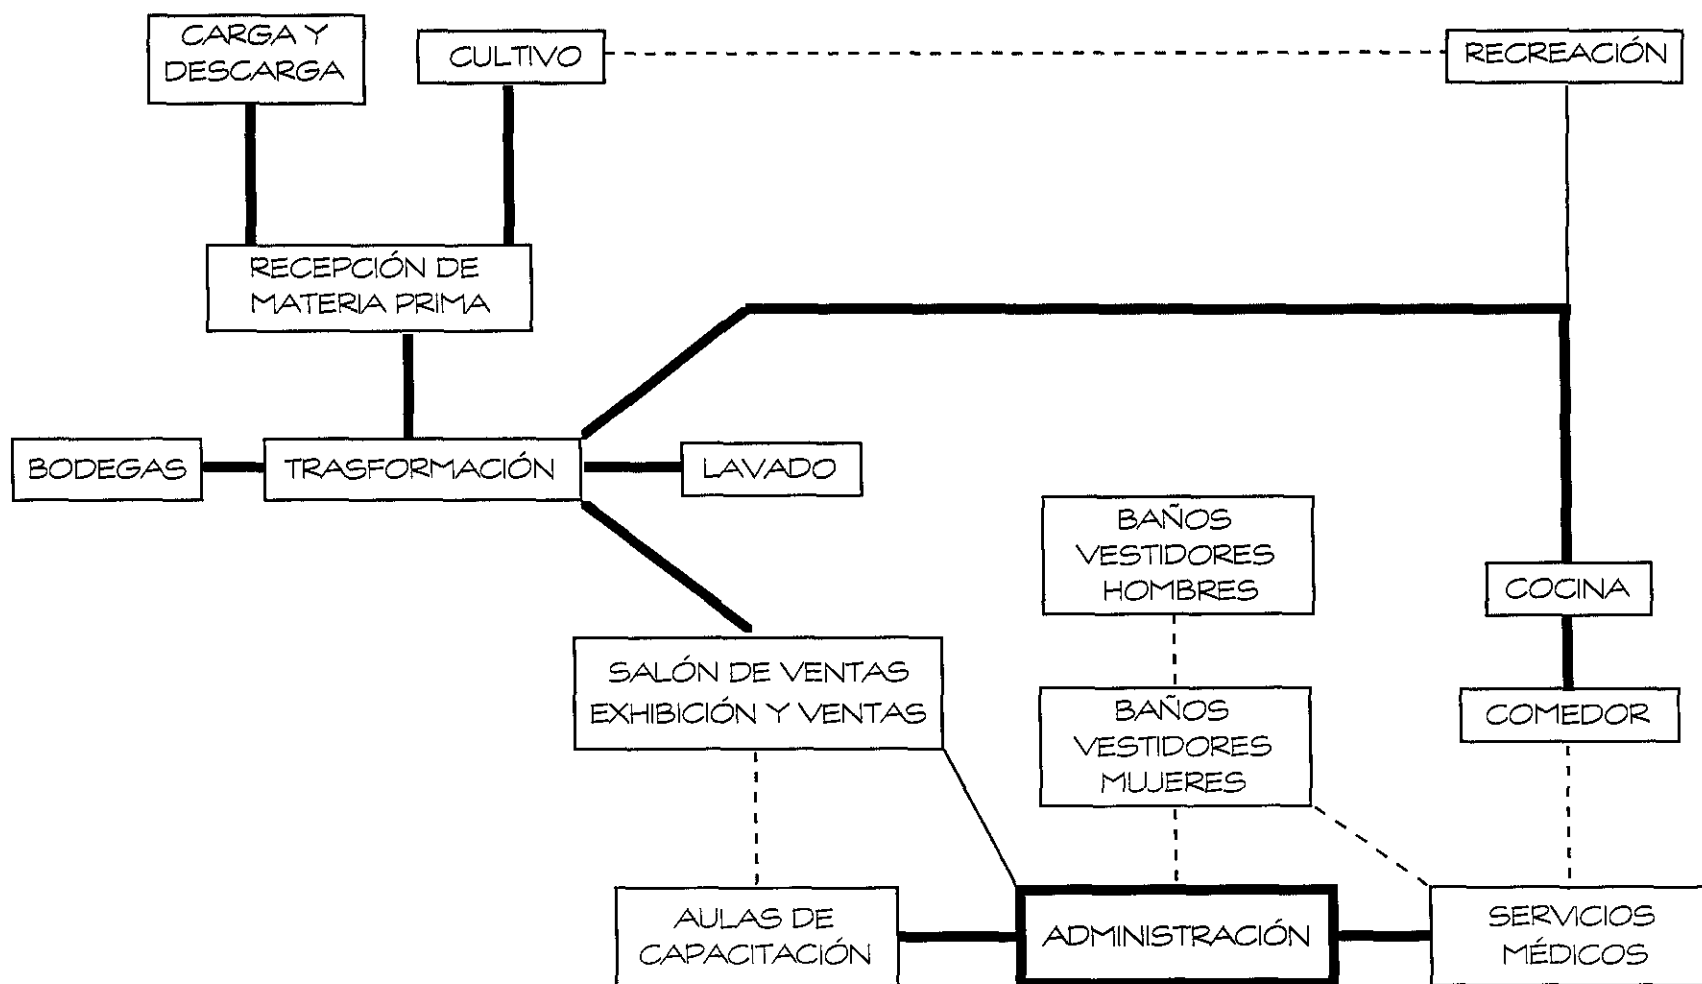 CARGA Y
DESCARGA
CULTIVO
RECREACIÓN
RECEPCIÓN DE
MATERIA PRIMA
BODEGAS
TRASFORMACIÓN
LAVADO
BAÑOS
VESTIDORES
HOMBRES
COCINA
SALÓN DE VENTAS
EXHIBICIÓN Y VENTAS
BAÑOS
VESTIDORES
MUJERES
COMEDOR
AULAS DE
CAPACITACIÓN
ADMINISTRACIÓN
SERVICIOS
MÉDICOS